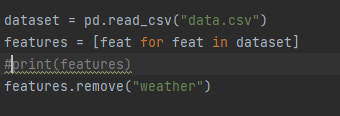 dataset = pd.read_csv("data.csv")
features = [feat for feat in dataset]
#print(features)
features.remove("weather")